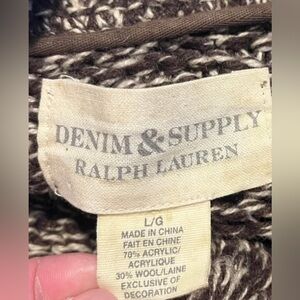 DENIM & SUPPLY
RALPH LAUREN
L/G
MADE IN CHINA
FAIT EN CHINE
70% ACRYLIC/
ACRYLIQUE
30% WOOL/LAINE
EXCLUSIVE OF
DECORATION